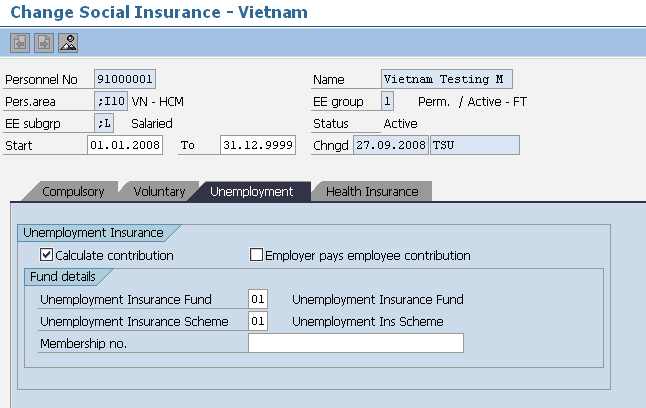 Change Social Insurance - Vietnam
Personnel No 91000001 Name Vietnam Testing M
Pers.area ;I10 VN - HCM EE group 1 Perm. / Active - FT
EE subgrp ;L Salaried Status Active
Start 01.01.2008 To 31.12.9999 Chngd 27.09.2008 TSU
Compulsory Voluntary Unemployment Health Insurance
Unemployment Insurance
Calculate contribution Employer pays employee contribution
Fund details
Unemployment Insurance Fund 01 Unemployment Insurance Fund
Unemployment Insurance Scheme 01 Unemployment Ins Scheme
Membership no.